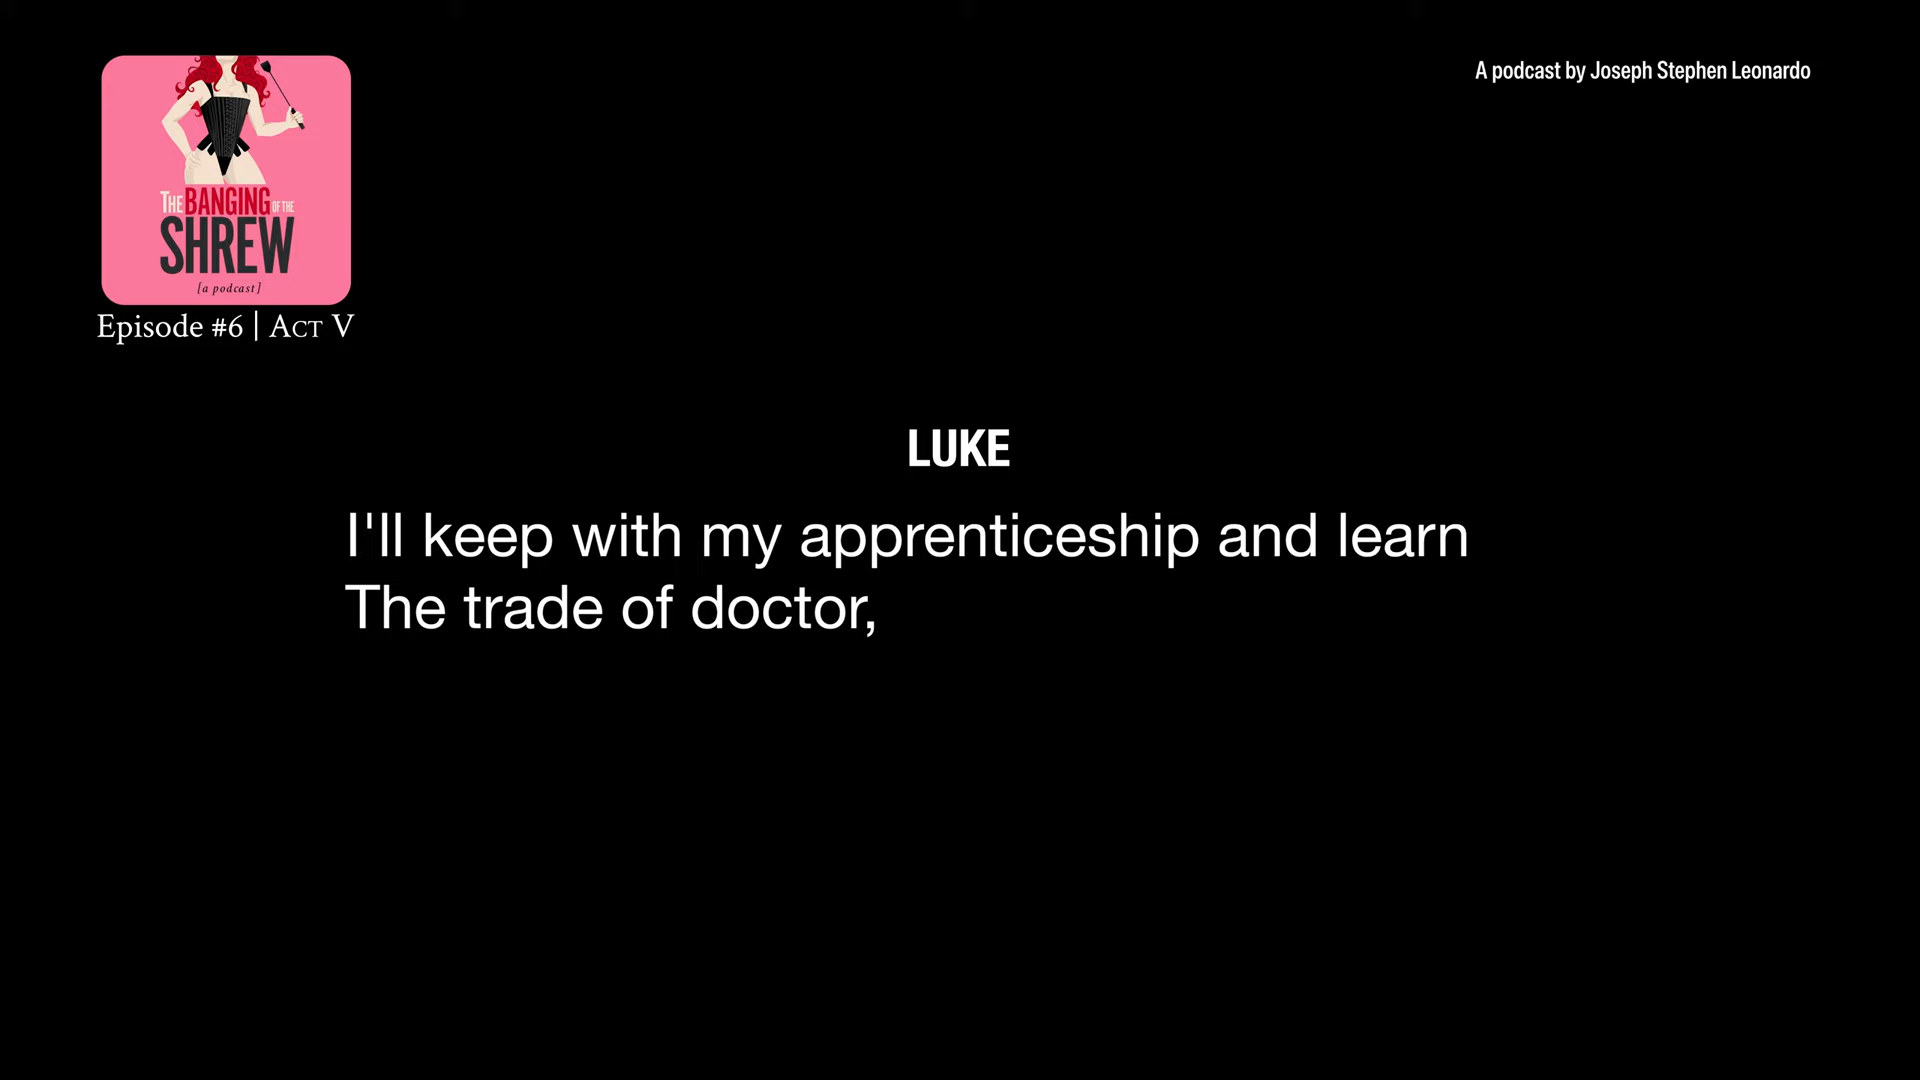 A podcast by Joseph Stephen Leonardo
THE BANGING OF THE
SHREW
[a podcast]
Episode #6 | ACT V
LUKE
I'll keep with my apprenticeship and learn
The trade of doctor,